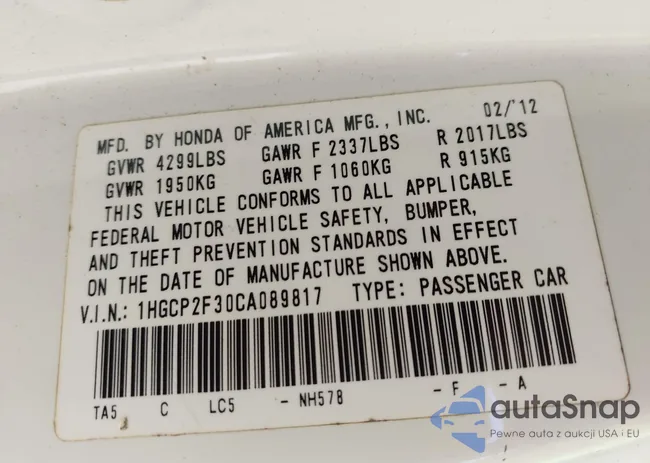 MFD. BY HONDA OF AMERICA MFG., INC. 02/'12
GVWR 4299LBS GAWR F 2337LBS R 2017LBS
GVWR 1950KG GAWR F 1060KG R 915KG
THIS VEHICLE CONFORMS TO ALL APPLICABLE
FEDERAL MOTOR VEHICLE SAFETY, BUMPER,
AND THEFT PREVENTION STANDARDS IN EFFECT
ON THE DATE OF MANUFACTURE SHOWN ABOVE.
V.I.N.: 1HGCP2F30CA089817 TYPE: PASSENGER CAR
TA5 C LC5 - NH578 - F - A
autaSnap
Pewne auta z aukcji USA i EU